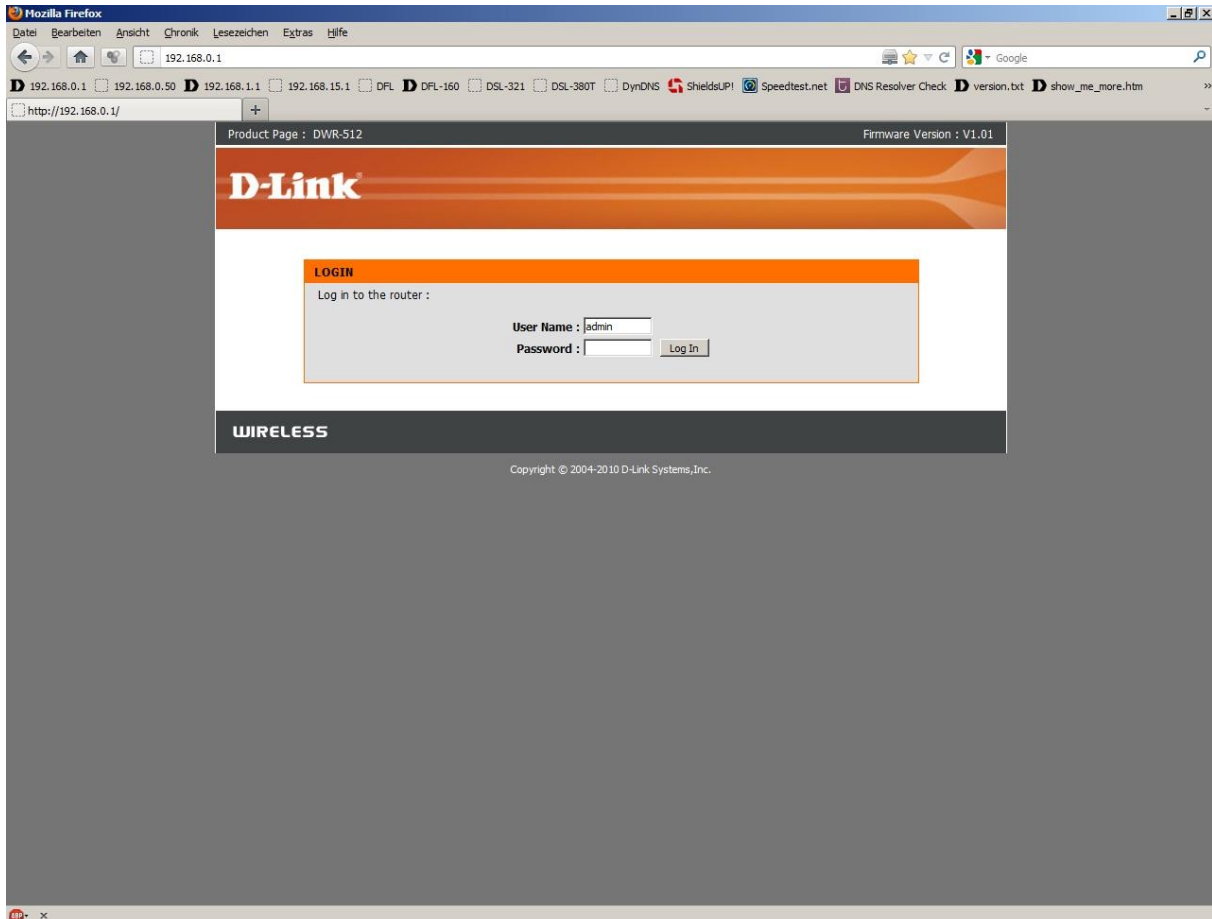 Mozilla Firefox
Datei Bearbeiten Ansicht Chronik Lesezeichen Extras Hilfe
192.168.0.1 Google
192.168.0.1 192.168.0.50 192.168.1.1 192.168.15.1 DFL DFL-160 DSL-321 DSL-380T DynDNS ShieldsUP! Speedtest.net DNS Resolver Check version.txt show_me_more.htm
http://192.168.0.1/
Product Page : DWR-512 Firmware Version : V1.01
D-Link
LOGIN
Log in to the router :
User Name : admin
Password : Log In
WIRELESS
Copyright © 2004-2010 D-Link Systems,Inc.
ABP